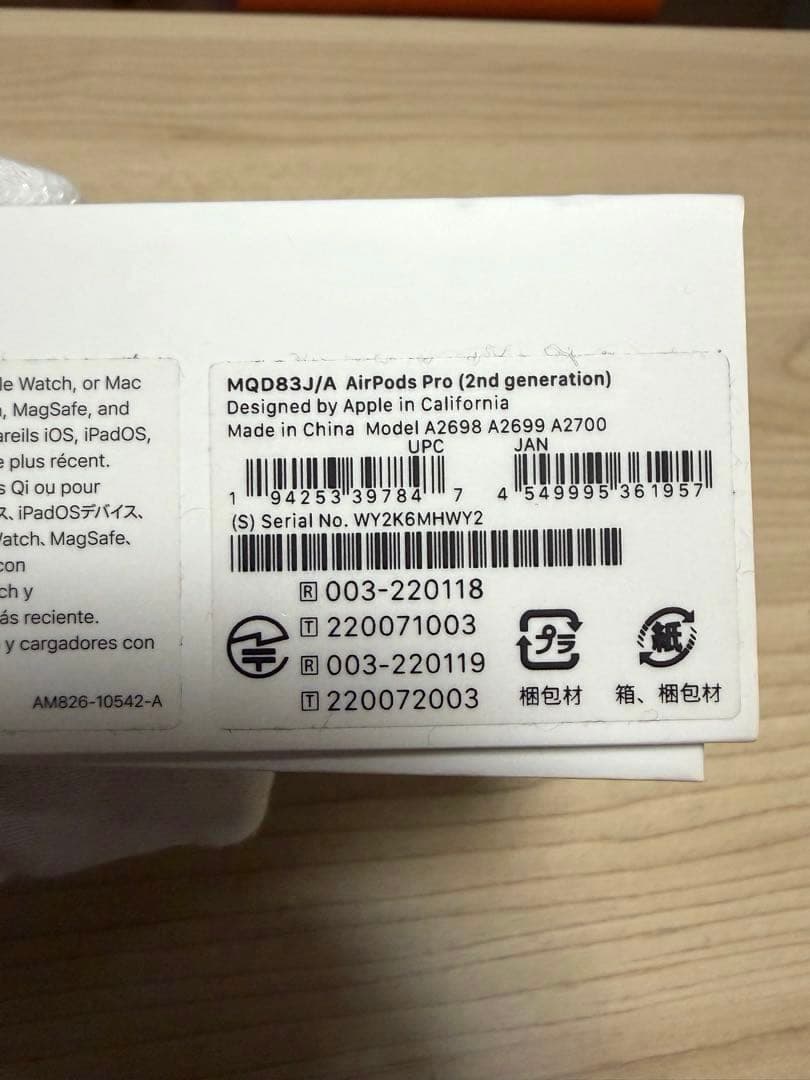 le Watch, or Mac
, MagSafe, and
areils iOS, iPadOS,
e plus récent.
s Qi ou pour
ス、iPadOSデバイス、
Watch、MagSafe、
con
ch y
ás reciente.
y cargadores con
AM826-10542-A
MQD83J/A AirPods Pro (2nd generation)
Designed by Apple in California
Made in China Model A2698 A2699 A2700
UPC JAN
1 94253 39784 7 4 549995 361957
(S) Serial No. WY2K6MHWY2
R 003-220118
T 220071003
R 003-220119
T 220072003
プラ
梱包材
紙
箱、梱包材